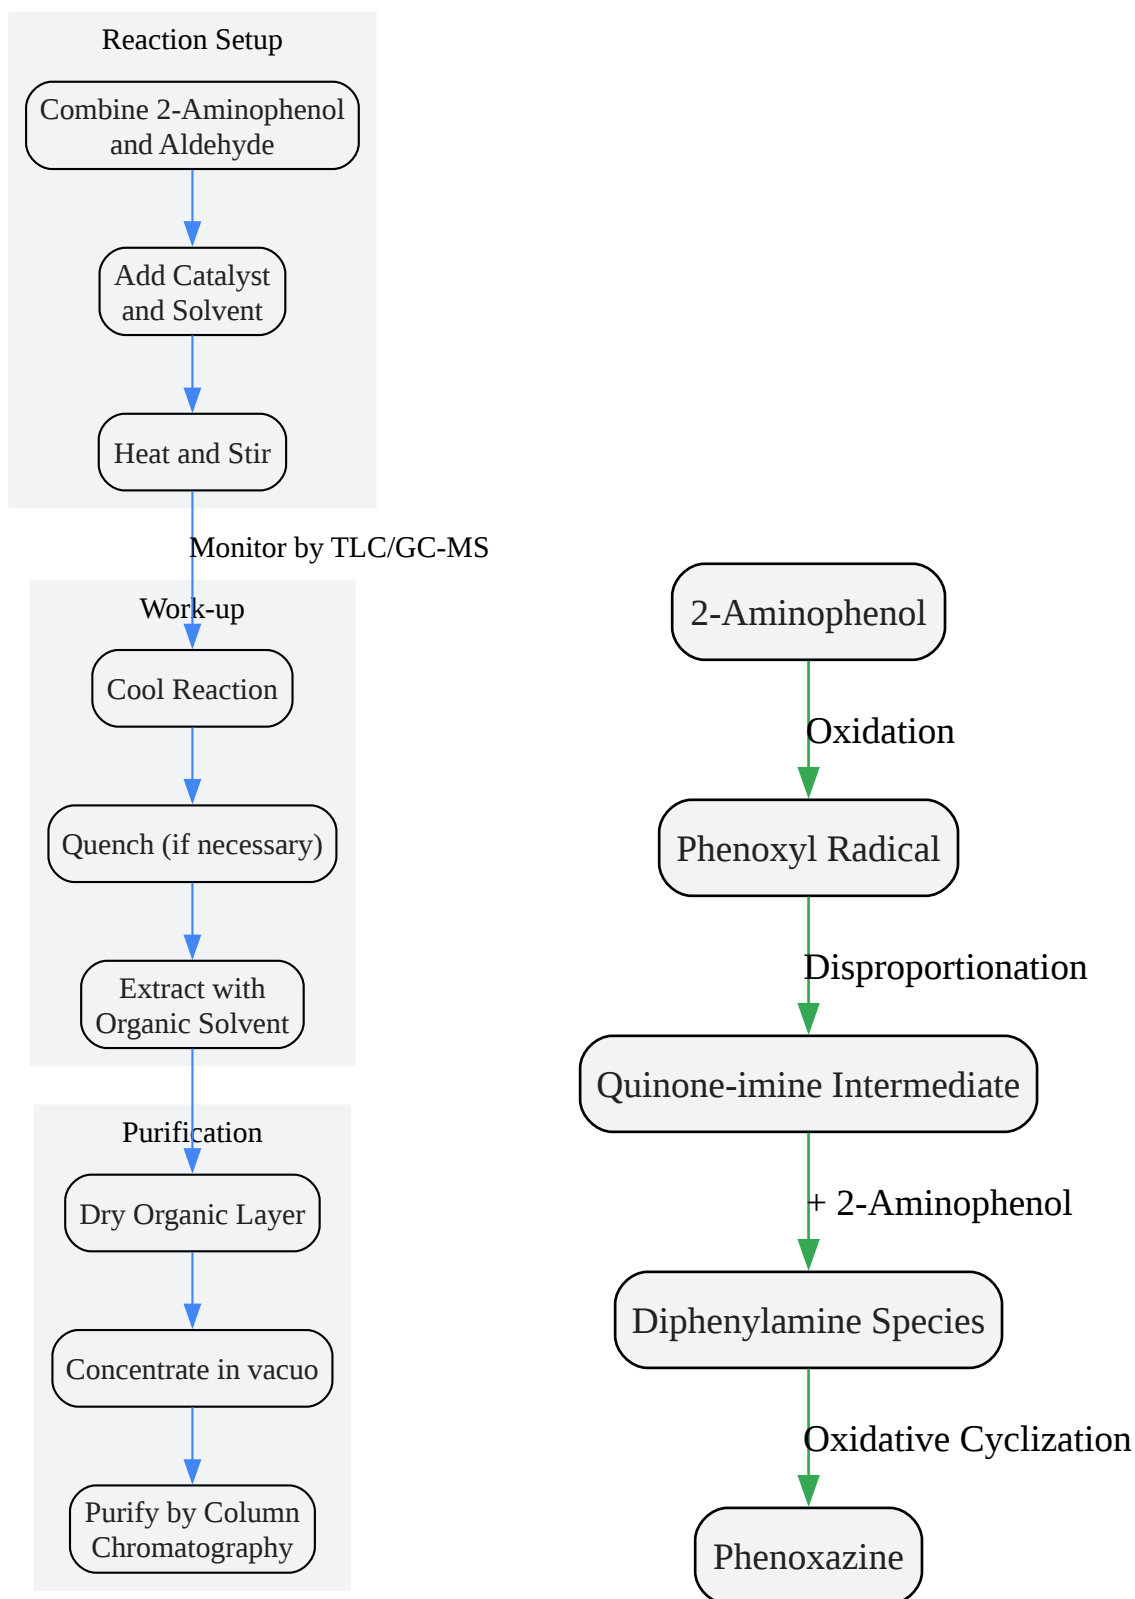 Reaction Setup
Combine 2-Aminophenol
and Aldehyde
Add Catalyst
and Solvent
Heat and Stir
Monitor by TLC/GC-MS
Work-up
Cool Reaction
Quench (if necessary)
Extract with
Organic Solvent
Purification
Dry Organic Layer
Concentrate in vacuo
Purify by Column
Chromatography
2-Aminophenol
Oxidation
Phenoxyl Radical
Disproportionation
Quinone-imine Intermediate
+ 2-Aminophenol
Diphenylamine Species
Oxidative Cyclization
Phenoxazine